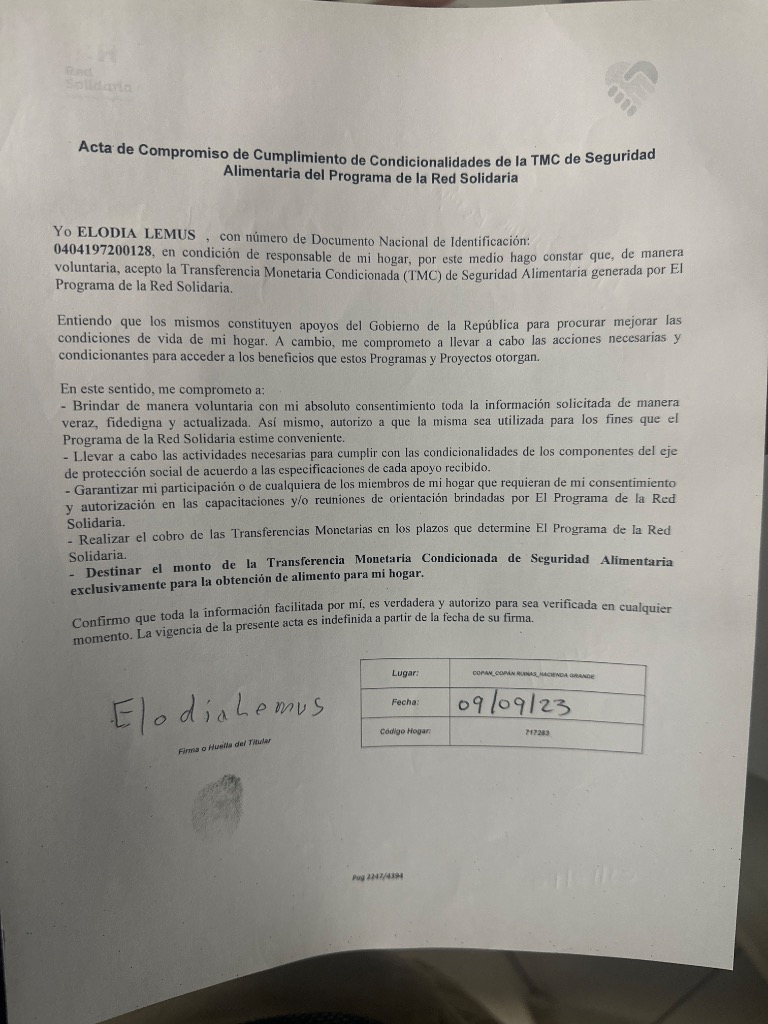 Red
Solidaria
Acta de Compromiso de Cumplimiento de Condicionalidades de la TMC de Seguridad
Alimentaria del Programa de la Red Solidaria
Yo ELODIA LEMUS , con número de Documento Nacional de Identificación:
0404197200128, en condición de responsable de mi hogar, por este medio hago constar que, de manera
voluntaria, acepto la Transferencia Monetaria Condicionada (TMC) de Seguridad Alimentaria generada por El
Programa de la Red Solidaria.
Entiendo que los mismos constituyen apoyos del Gobierno de la República para procurar mejorar las
condiciones de vida de mi hogar. A cambio, me comprometo a llevar a cabo las acciones necesarias y
condicionantes para acceder a los beneficios que estos Programas y Proyectos otorgan.
En este sentido, me comprometo a:
- Brindar de manera voluntaria con mi absoluto consentimiento toda la información solicitada de manera
veraz, fidedigna y actualizada. Así mismo, autorizo a que la misma sea utilizada para los fines que el
Programa de la Red Solidaria estime conveniente.
- Llevar a cabo las actividades necesarias para cumplir con las condicionalidades de los componentes del eje
de protección social de acuerdo a las especificaciones de cada apoyo recibido.
- Garantizar mi participación o de cualquiera de los miembros de mi hogar que requieran de mi consentimiento
y autorización en las capacitaciones y/o reuniones de orientación brindadas por El Programa de la Red
Solidaria.
- Realizar el cobro de las Transferencias Monetarias en los plazos que determine El Programa de la Red
Solidaria.
- Destinar el monto de la Transferencia Monetaria Condicionada de Seguridad Alimentaria
exclusivamente para la obtención de alimento para mi hogar.
Confirmo que toda la información facilitada por mí, es verdadera y autorizo para sea verificada en cualquier
momento. La vigencia de la presente acta es indefinida a partir de la fecha de su firma.
Elodia Lemus
Firma o Huella del Titular
Lugar: COPAN_COPÁN RUINAS_HACIENDA GRANDE
Fecha: 09/09/23
Código Hogar: 717283
Pag 2247/4394